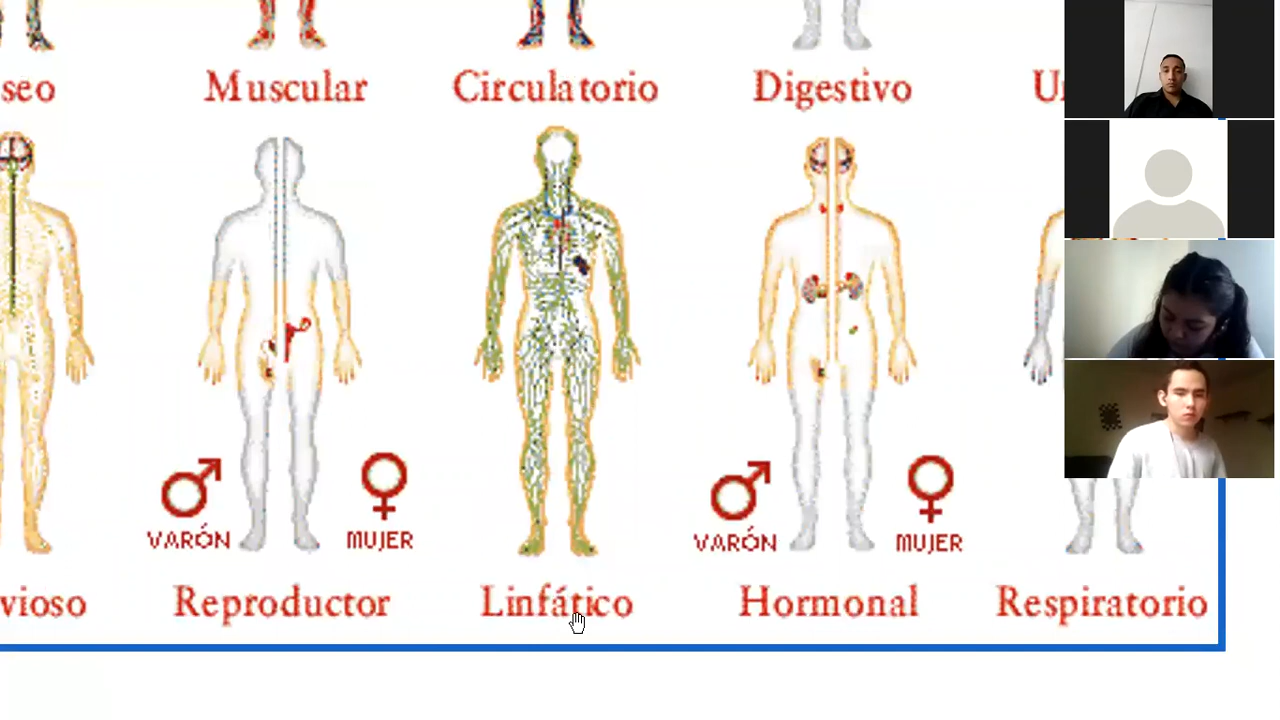 seo Muscular Circulatorio Digestivo U
VARÓN MUJER VARÓN MUJER
vioso Reproductor Linfático Hormonal Respiratorio